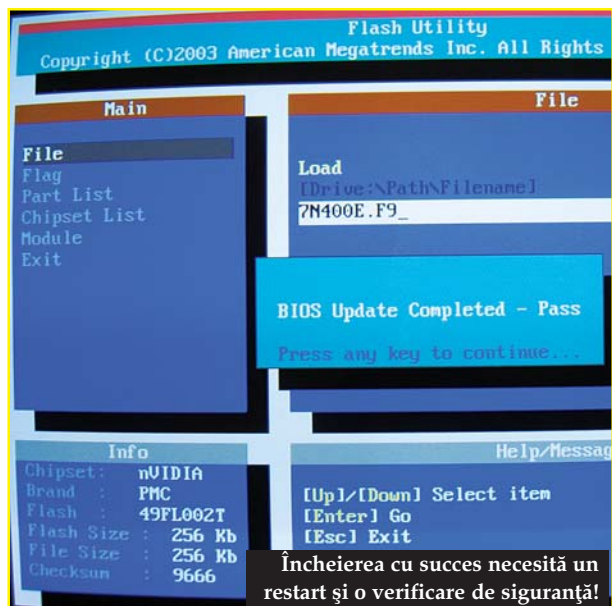 Flash Utility
Copyright (C)2003 American Megatrends Inc. All Rights
Main
File
Flag
Part List
Chipset List
Module
Exit
File
Load
[Drive:\Path\Filename]
7N400E.F9_
BIOS Update Completed - Pass
Press any key to continue...
Info
Chipset: nVIDIA
Brand : PMC
Flash : 49FL002T
Flash Size : 256 Kb
File Size : 256 Kb
Checksum : 9666
Help/Messag
[Up]/[Down] Select item
[Enter] Go
[Esc] Exit
Încheierea cu succes necesită un
restart şi o verificare de siguranţă!